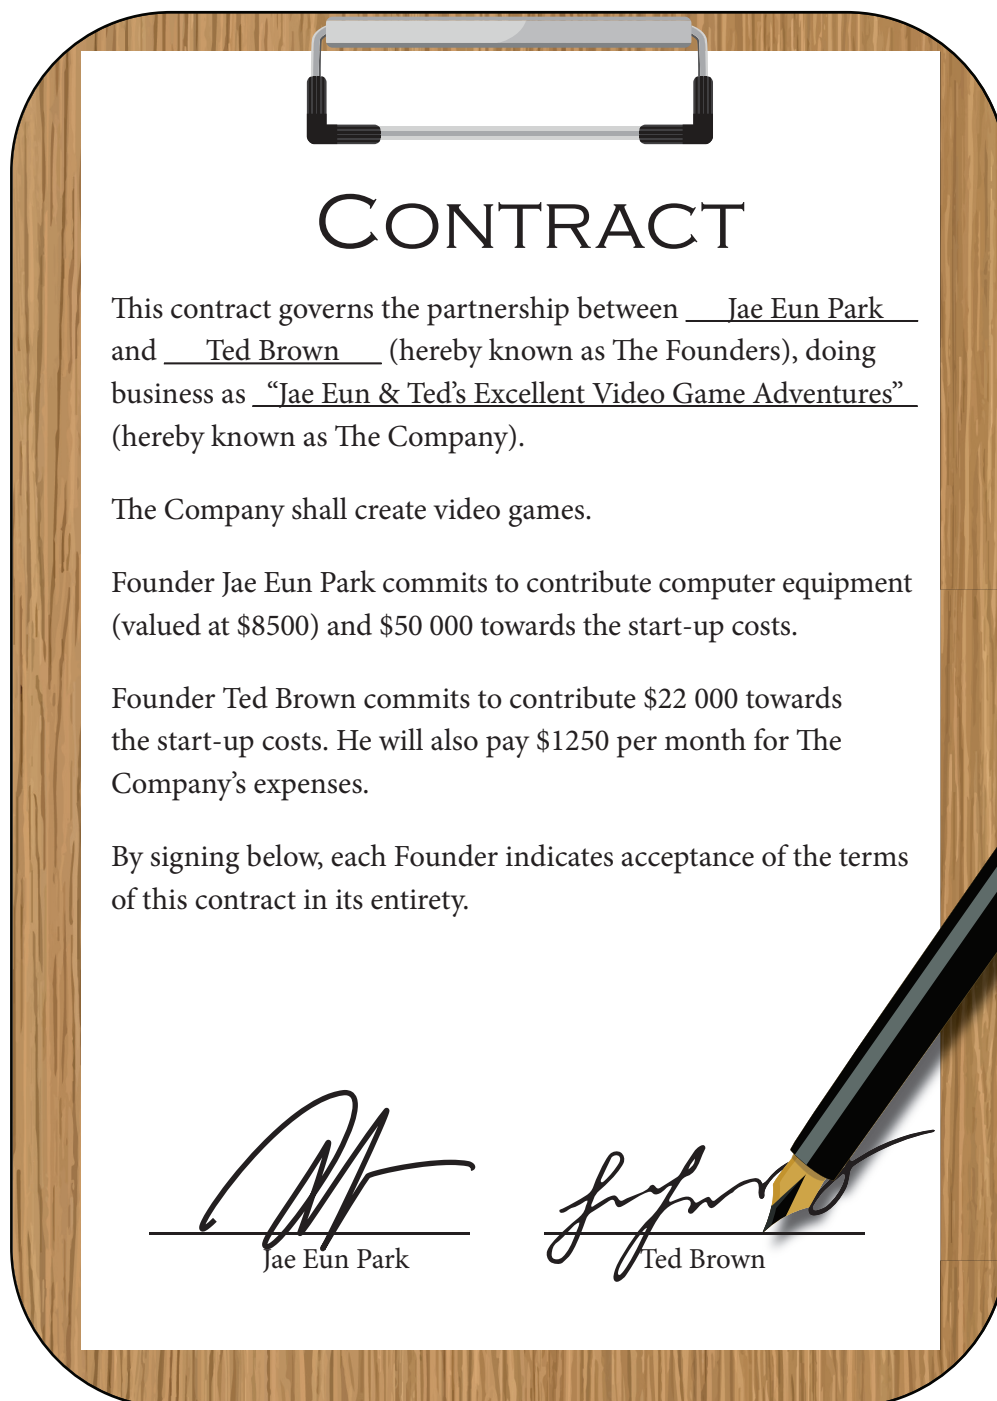 CONTRACT
This contract governs the partnership between Jae Eun Park
and Ted Brown (hereby known as The Founders), doing
business as “Jae Eun & Ted’s Excellent Video Game Adventures”
(hereby known as The Company).
The Company shall create video games.
Founder Jae Eun Park commits to contribute computer equipment
(valued at $8500) and $50 000 towards the start-up costs.
Founder Ted Brown commits to contribute $22 000 towards
the start-up costs. He will also pay $1250 per month for The
Company’s expenses.
By signing below, each Founder indicates acceptance of the terms
of this contract in its entirety.
Jae Eun Park
Ted Brown